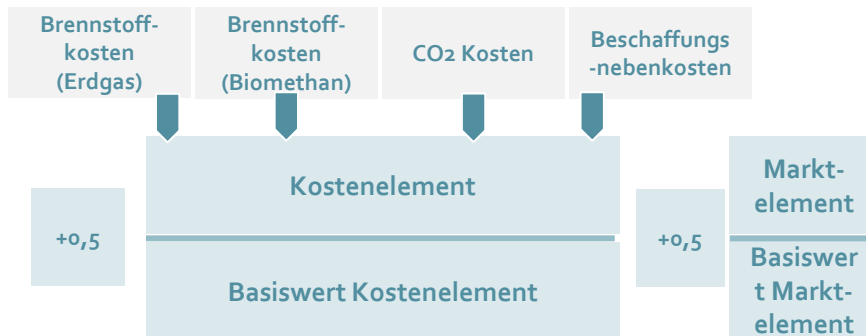 Brennstoff-
kosten
(Erdgas)
Brennstoff-
kosten
(Biomethan)
CO2 Kosten
Beschaffungs
-nebenkosten
+0,5
Kostenelement
Basiswert Kostenelement
+0,5
Markt-
element
Basiswer
t Markt-
element